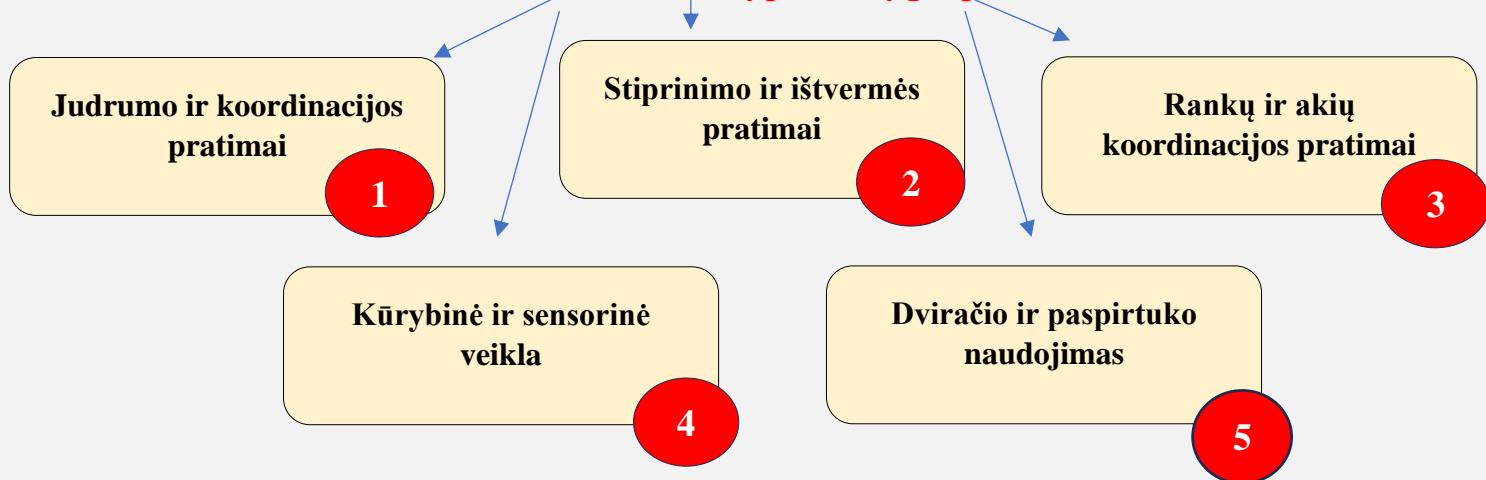 Judrumo ir koordinacijos
pratimai
1
Stiprinimo ir ištvermės
pratimai
2
Rankų ir akių
koordinacijos pratimai
3
Kūrybinė ir sensorinė
veikla
4
Dviračio ir paspirtuko
naudojimas
5